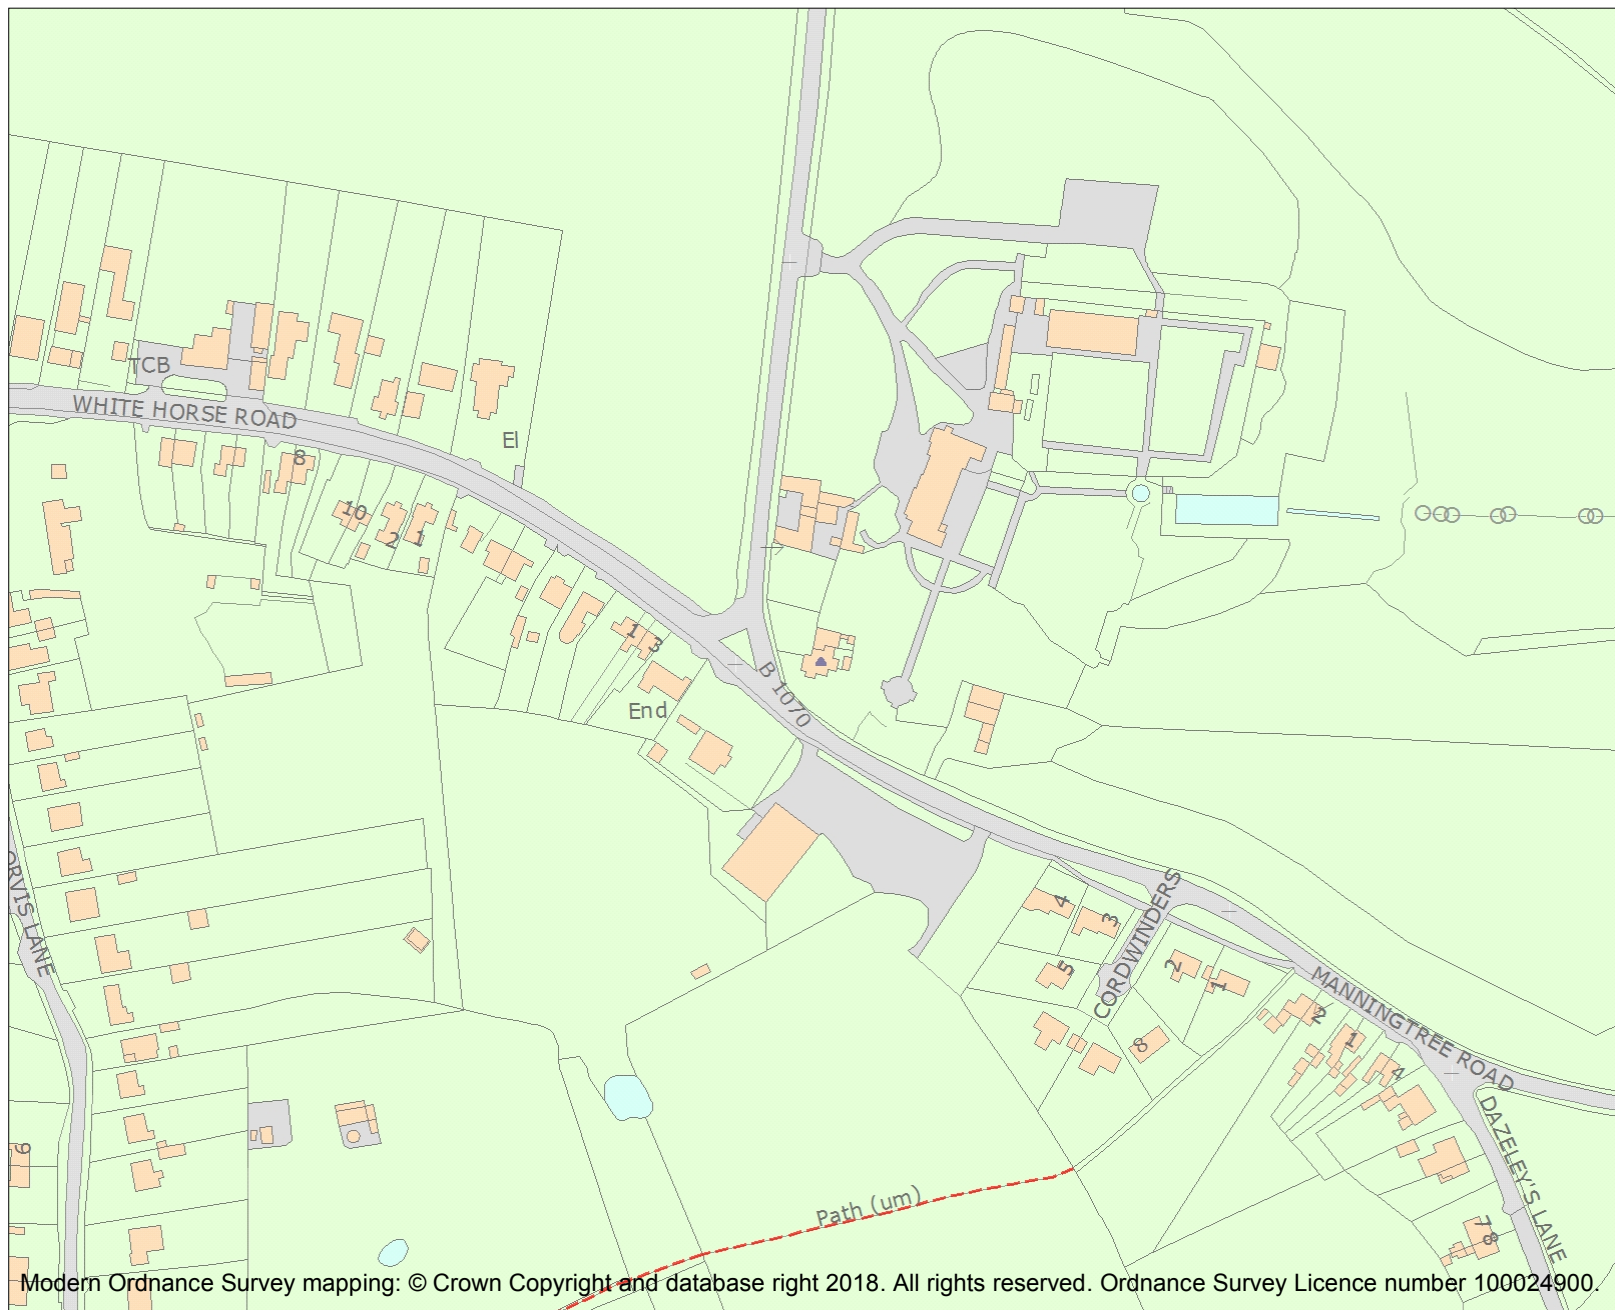 TCB
WHITE HORSE ROAD
El
8
10
2
1
1
3
End
B 1070
ORVIS LANE
4
3
5
CORDWINDERS
2
1
8
MANNINGTREE ROAD
2
1
4
DAZELEY'S LANE
6
Path (um)
7
8
Modern Ordnance Survey mapping: © Crown Copyright and database right 2018. All rights reserved. Ordnance Survey Licence number 100024900.